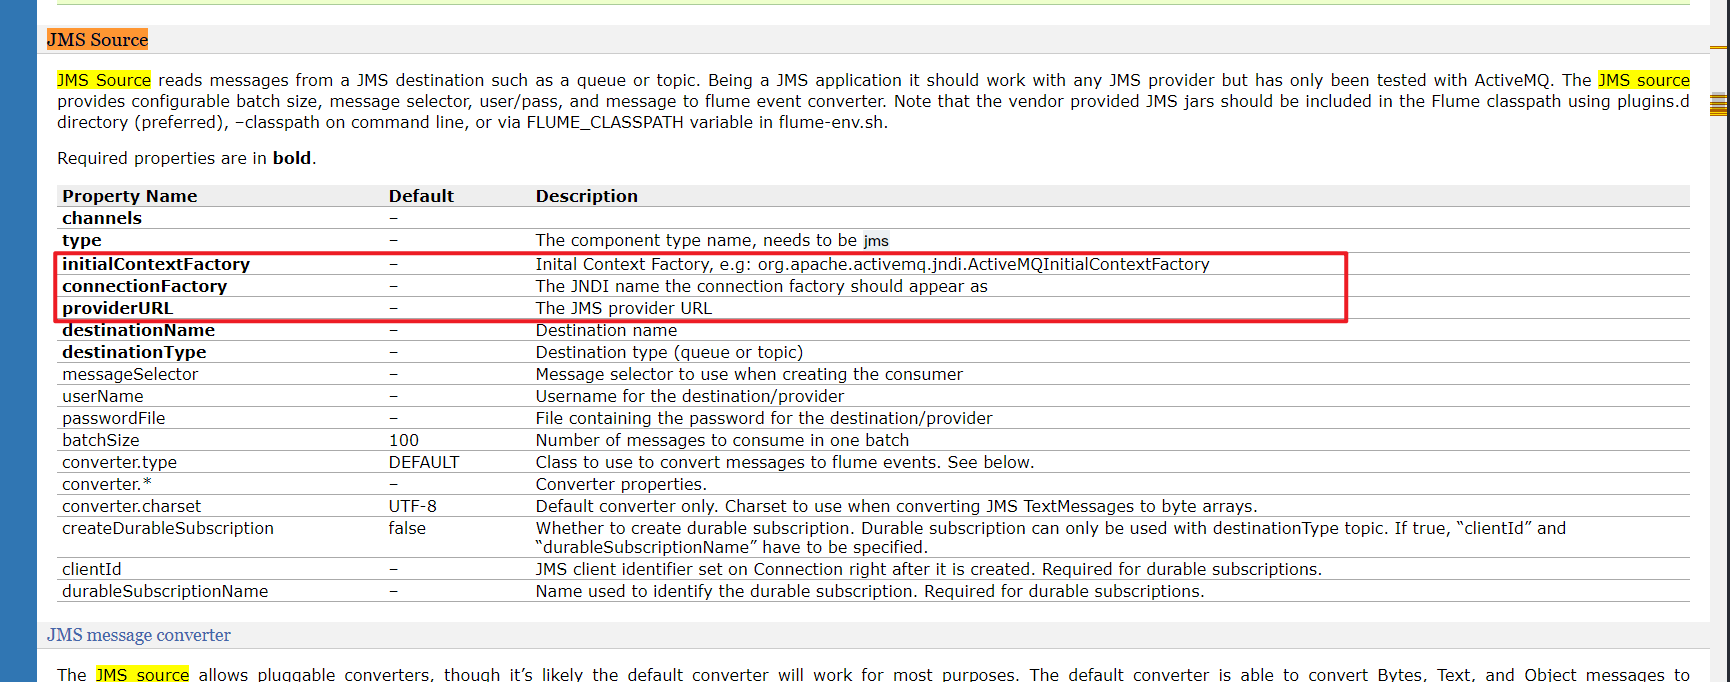 JMS Source
JMS Source reads messages from a JMS destination such as a queue or topic. Being a JMS application it should work with any JMS provider but has only been tested with ActiveMQ. The JMS source
provides configurable batch size, message selector, user/pass, and message to flume event converter. Note that the vendor provided JMS jars should be included in the Flume classpath using plugins.d
directory (preferred), –classpath on command line, or via FLUME_CLASSPATH variable in flume-env.sh.
Required properties are in bold.
Property Name Default Description
channels –
type – The component type name, needs to be jms
initialContextFactory – Inital Context Factory, e.g: org.apache.activemq.jndi.ActiveMQInitialContextFactory
connectionFactory – The JNDI name the connection factory should appear as
providerURL – The JMS provider URL
destinationName – Destination name
destinationType – Destination type (queue or topic)
messageSelector – Message selector to use when creating the consumer
userName – Username for the destination/provider
passwordFile – File containing the password for the destination/provider
batchSize 100 Number of messages to consume in one batch
converter.type DEFAULT Class to use to convert messages to flume events. See below.
converter.* – Converter properties.
converter.charset UTF-8 Default converter only. Charset to use when converting JMS TextMessages to byte arrays.
createDurableSubscription false Whether to create durable subscription. Durable subscription can only be used with destinationType topic. If true, “clientId” and
“durableSubscriptionName” have to be specified.
clientId – JMS client identifier set on Connection right after it is created. Required for durable subscriptions.
durableSubscriptionName – Name used to identify the durable subscription. Required for durable subscriptions.
JMS message converter
The JMS source allows pluggable converters, though it’s likely the default converter will work for most purposes. The default converter is able to convert Bytes, Text, and Object messages to